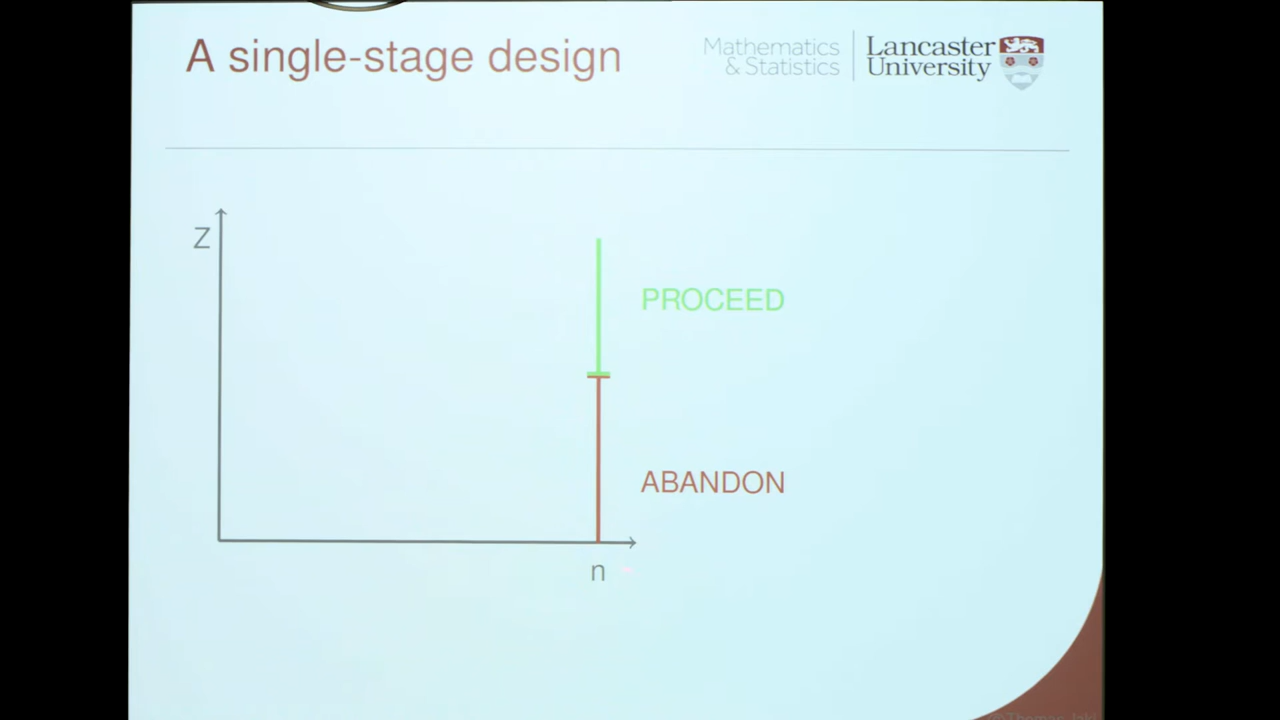 A single-stage design
Mathematics
& Statistics
Lancaster
University
Z
PROCEED
ABANDON
n